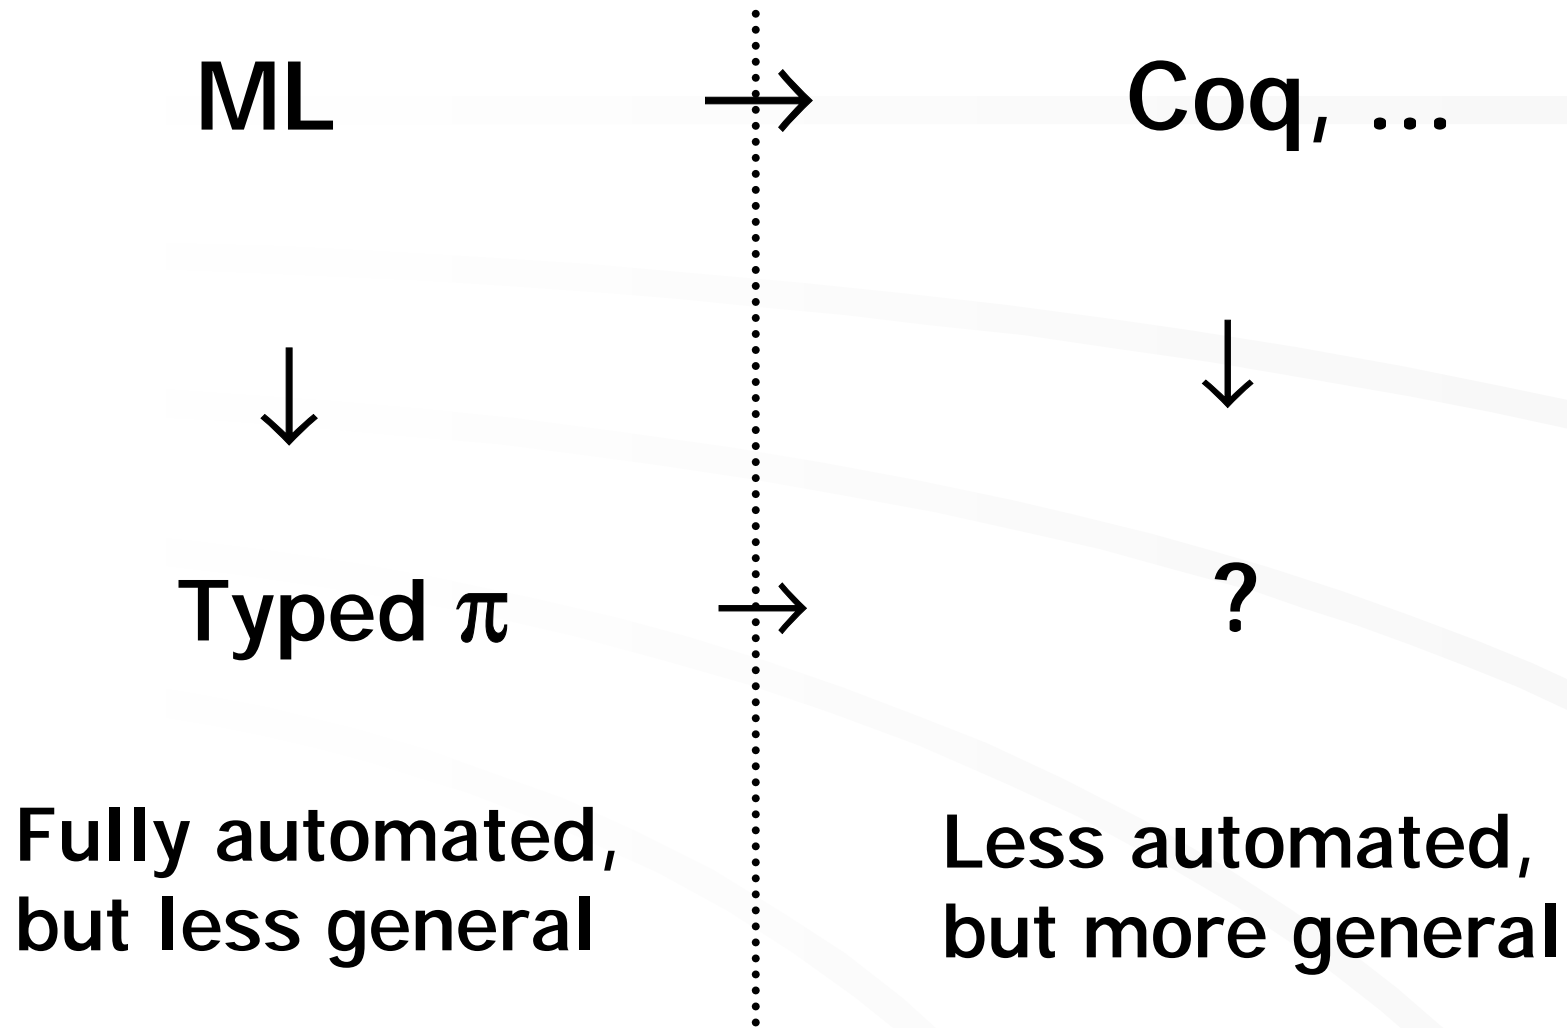 ML → Coq, ...
↓ ↓
Typed π → ?
Fully automated,
but less general
Less automated,
but more general